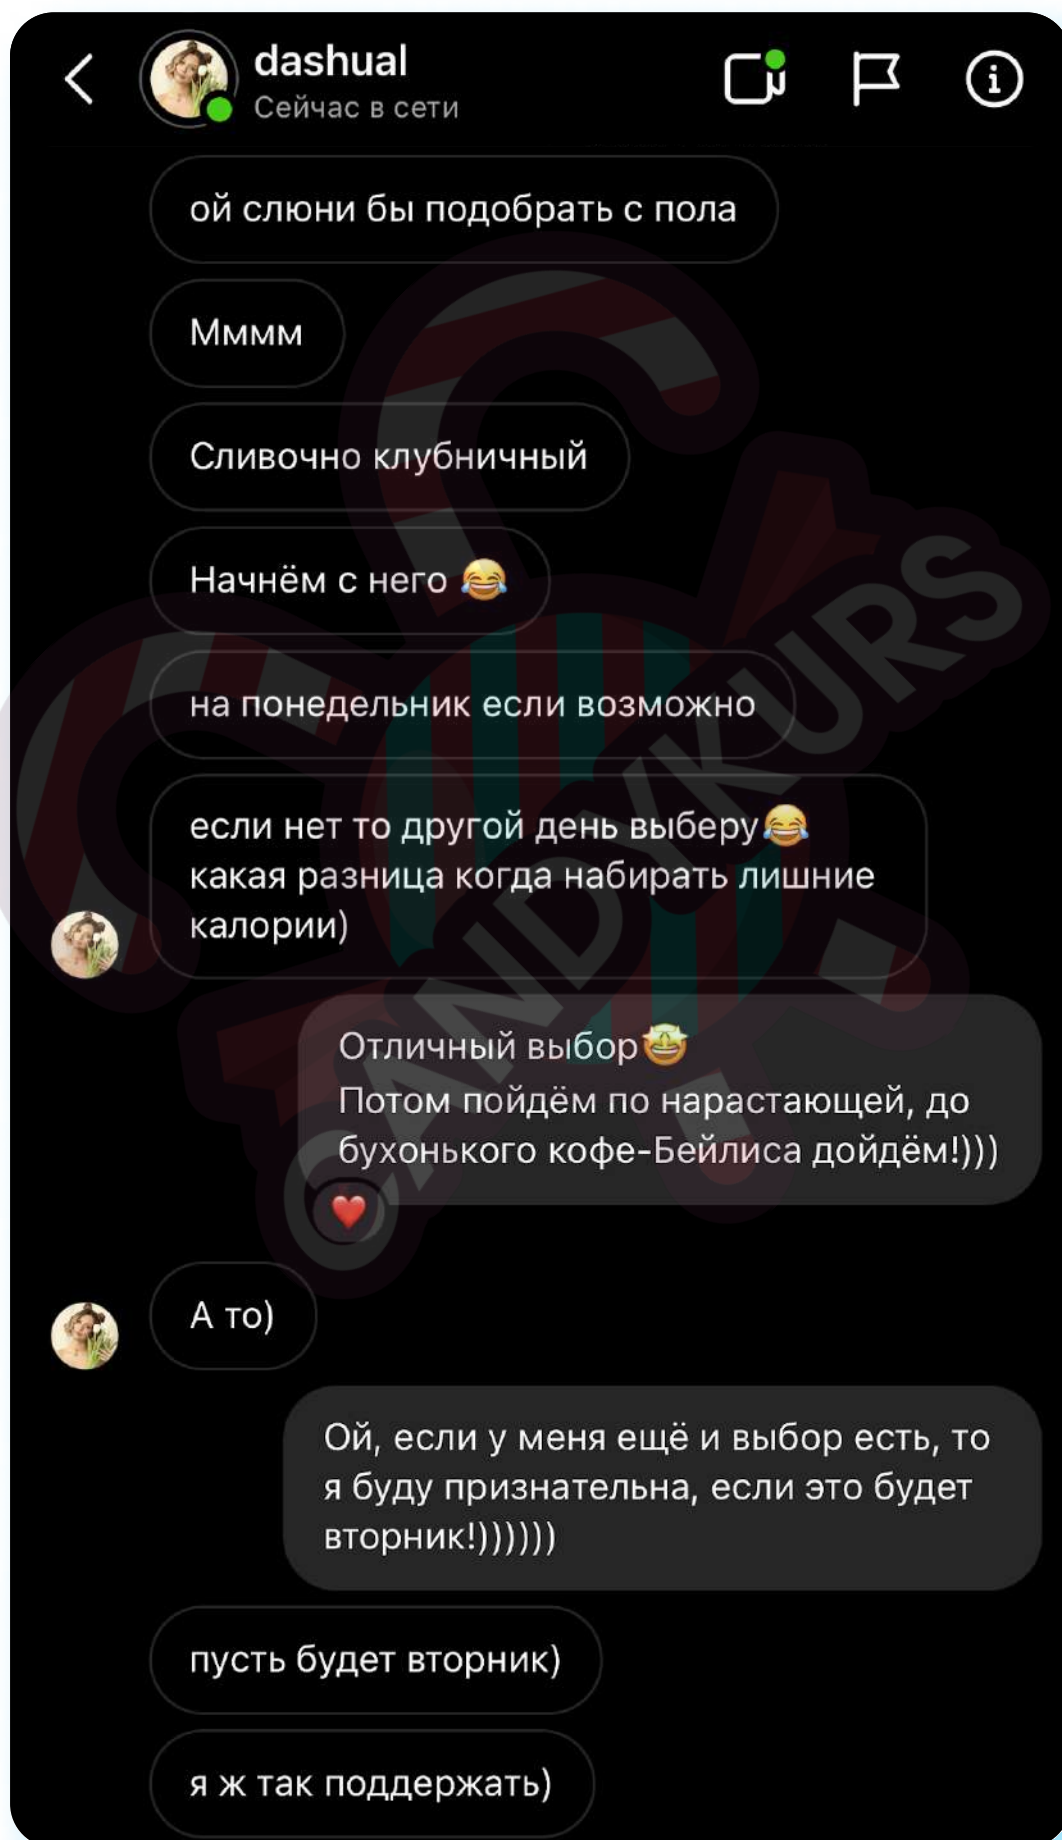 dashual
Сейчас в сети
ой слюни бы подобрать с пола
Мммм
Сливочно клубничный
Начнём с него 😂
на понедельник если возможно
если нет то другой день выберу😂
какая разница когда набирать лишние
калории)
Отличный выбор🤩
Потом пойдём по нарастающей, до
бухонького кофе-Бейлиса дойдём!)))
❤️
А то)
Ой, если у меня ещё и выбор есть, то
я буду признательна, если это будет
вторник!))))))
пусть будет вторник)
я ж так поддержать)
CANDYKURS